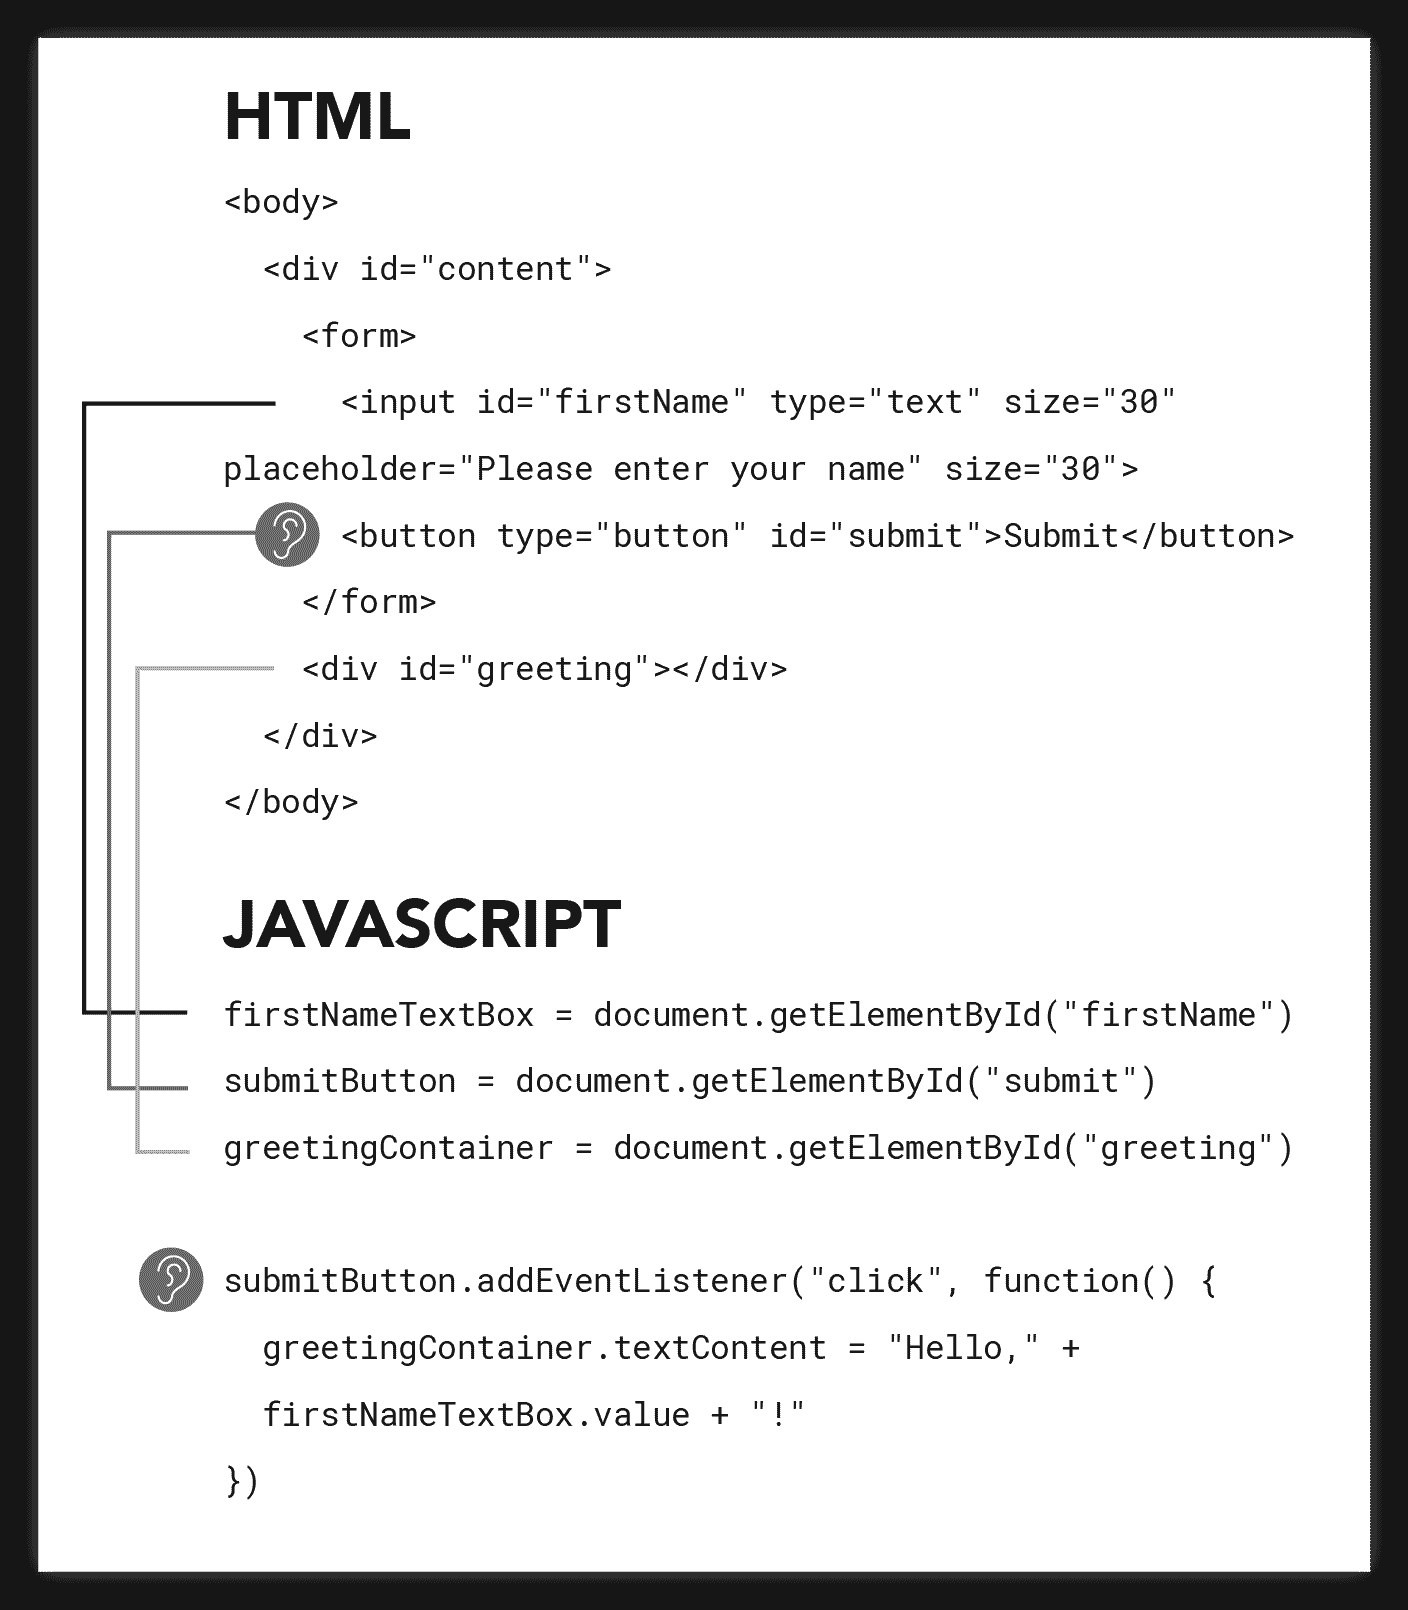 HTML
<body>
<div id="content">
<form>
<input id="firstName" type="text" size="30"
placeholder="Please enter your name" size="30">
<button type="button" id="submit">Submit</button>
</form>
<div id="greeting"></div>
</div>
</body>
JAVASCRIPT
firstNameTextBox = document.getElementById("firstName")
submitButton = document.getElementById("submit")
greetingContainer = document.getElementById("greeting")
submitButton.addEventListener("click", function() {
greetingContainer.textContent = "Hello," +
firstNameTextBox.value + "!"
})